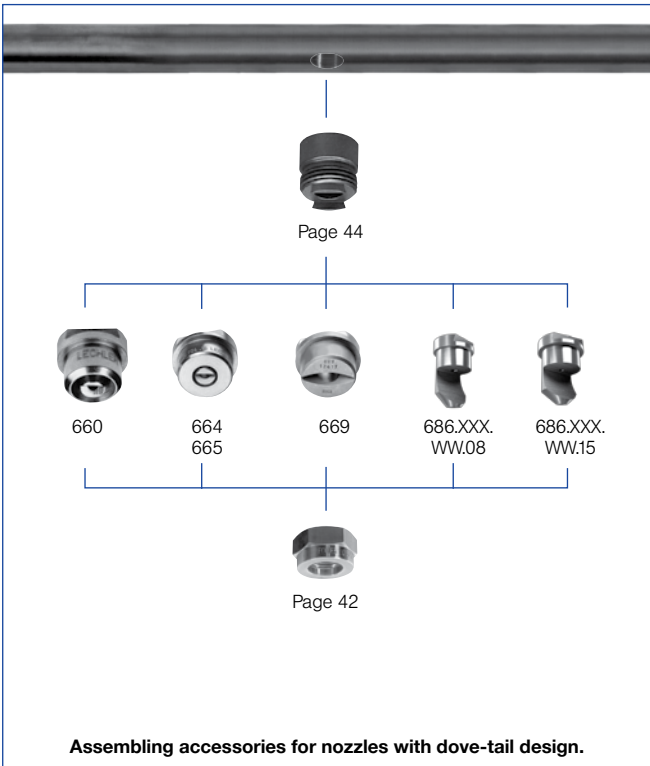 Page 44
LECHLE
660
664
665
669
686.XXX.
WW.08
686.XXX.
WW.15
Page 42
Assembling accessories for nozzles with dove-tail design.